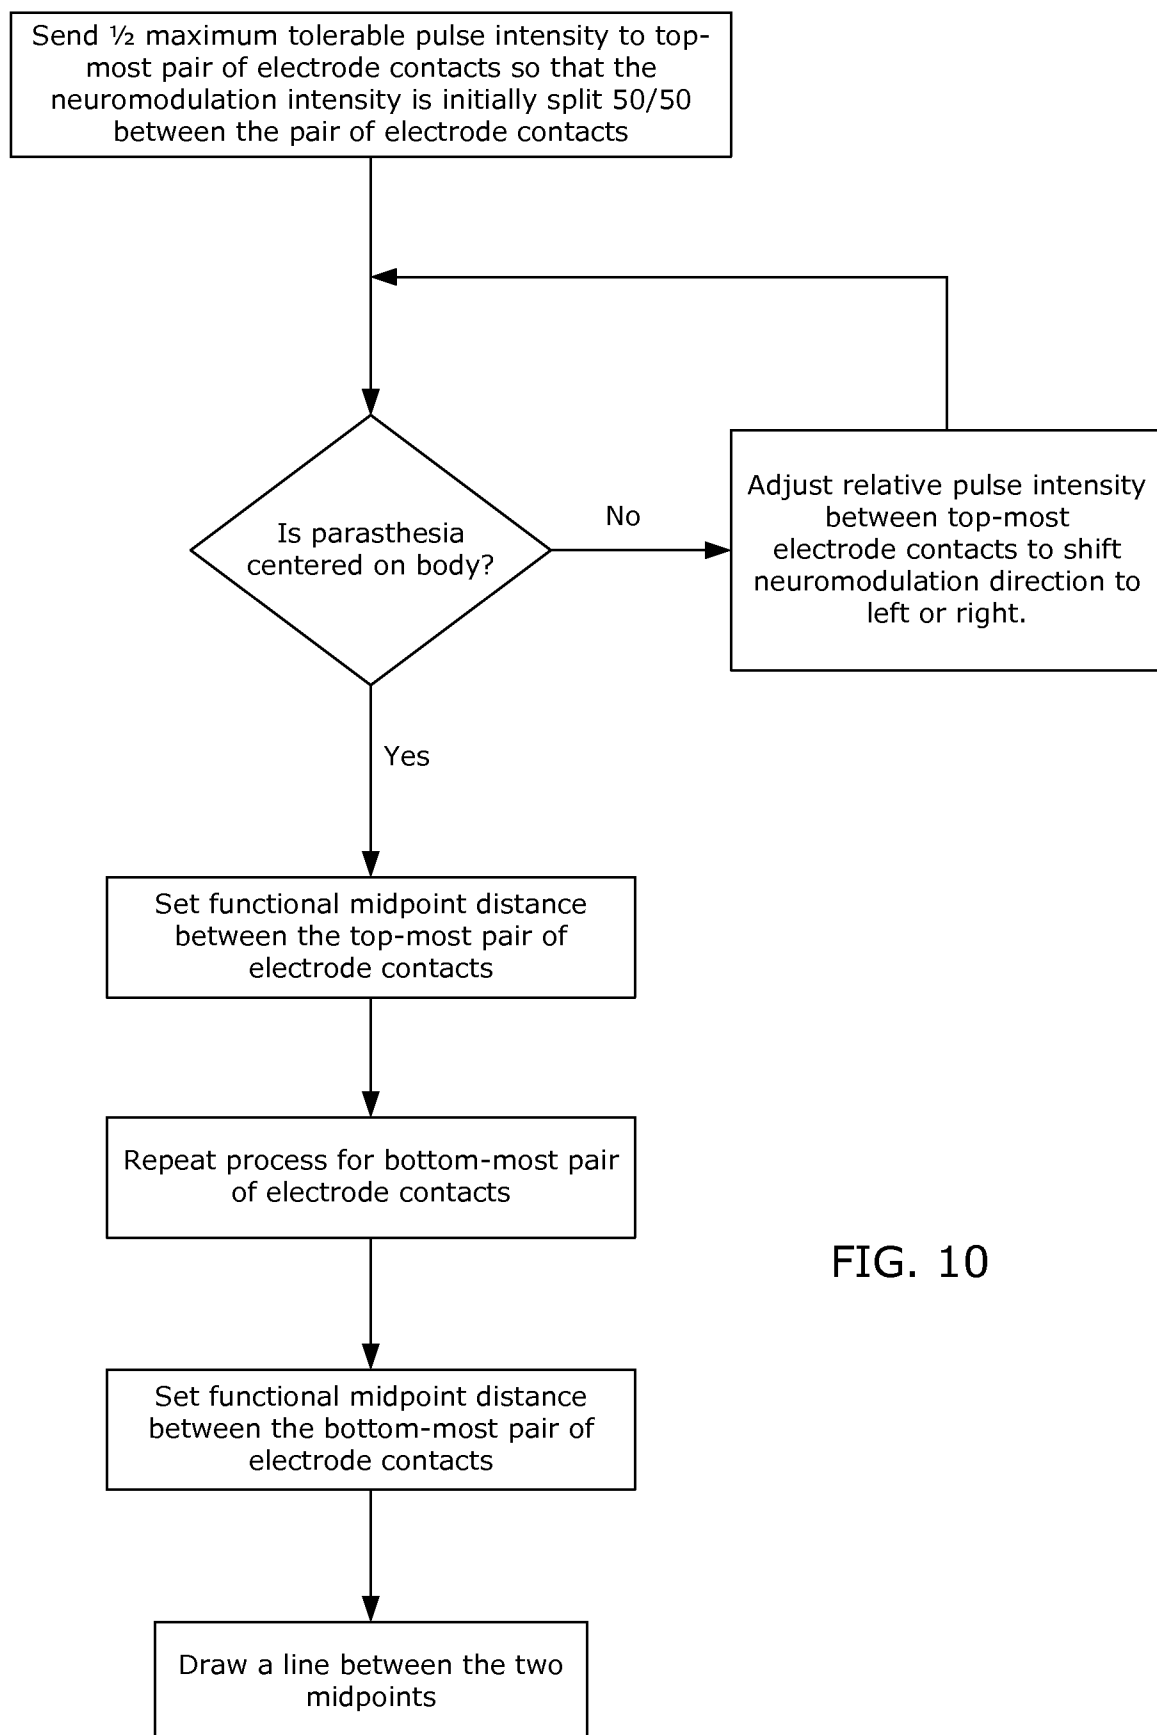 Send ½ maximum tolerable pulse intensity to top-
most pair of electrode contacts so that the
neuromodulation intensity is initially split 50/50
between the pair of electrode contacts
Is parasthesia
centered on body?
No
Adjust relative pulse intensity
between top-most
electrode contacts to shift
neuromodulation direction to
left or right.
Yes
Set functional midpoint distance
between the top-most pair of
electrode contacts
Repeat process for bottom-most pair
of electrode contacts
FIG. 10
Set functional midpoint distance
between the bottom-most pair of
electrode contacts
Draw a line between the two
midpoints